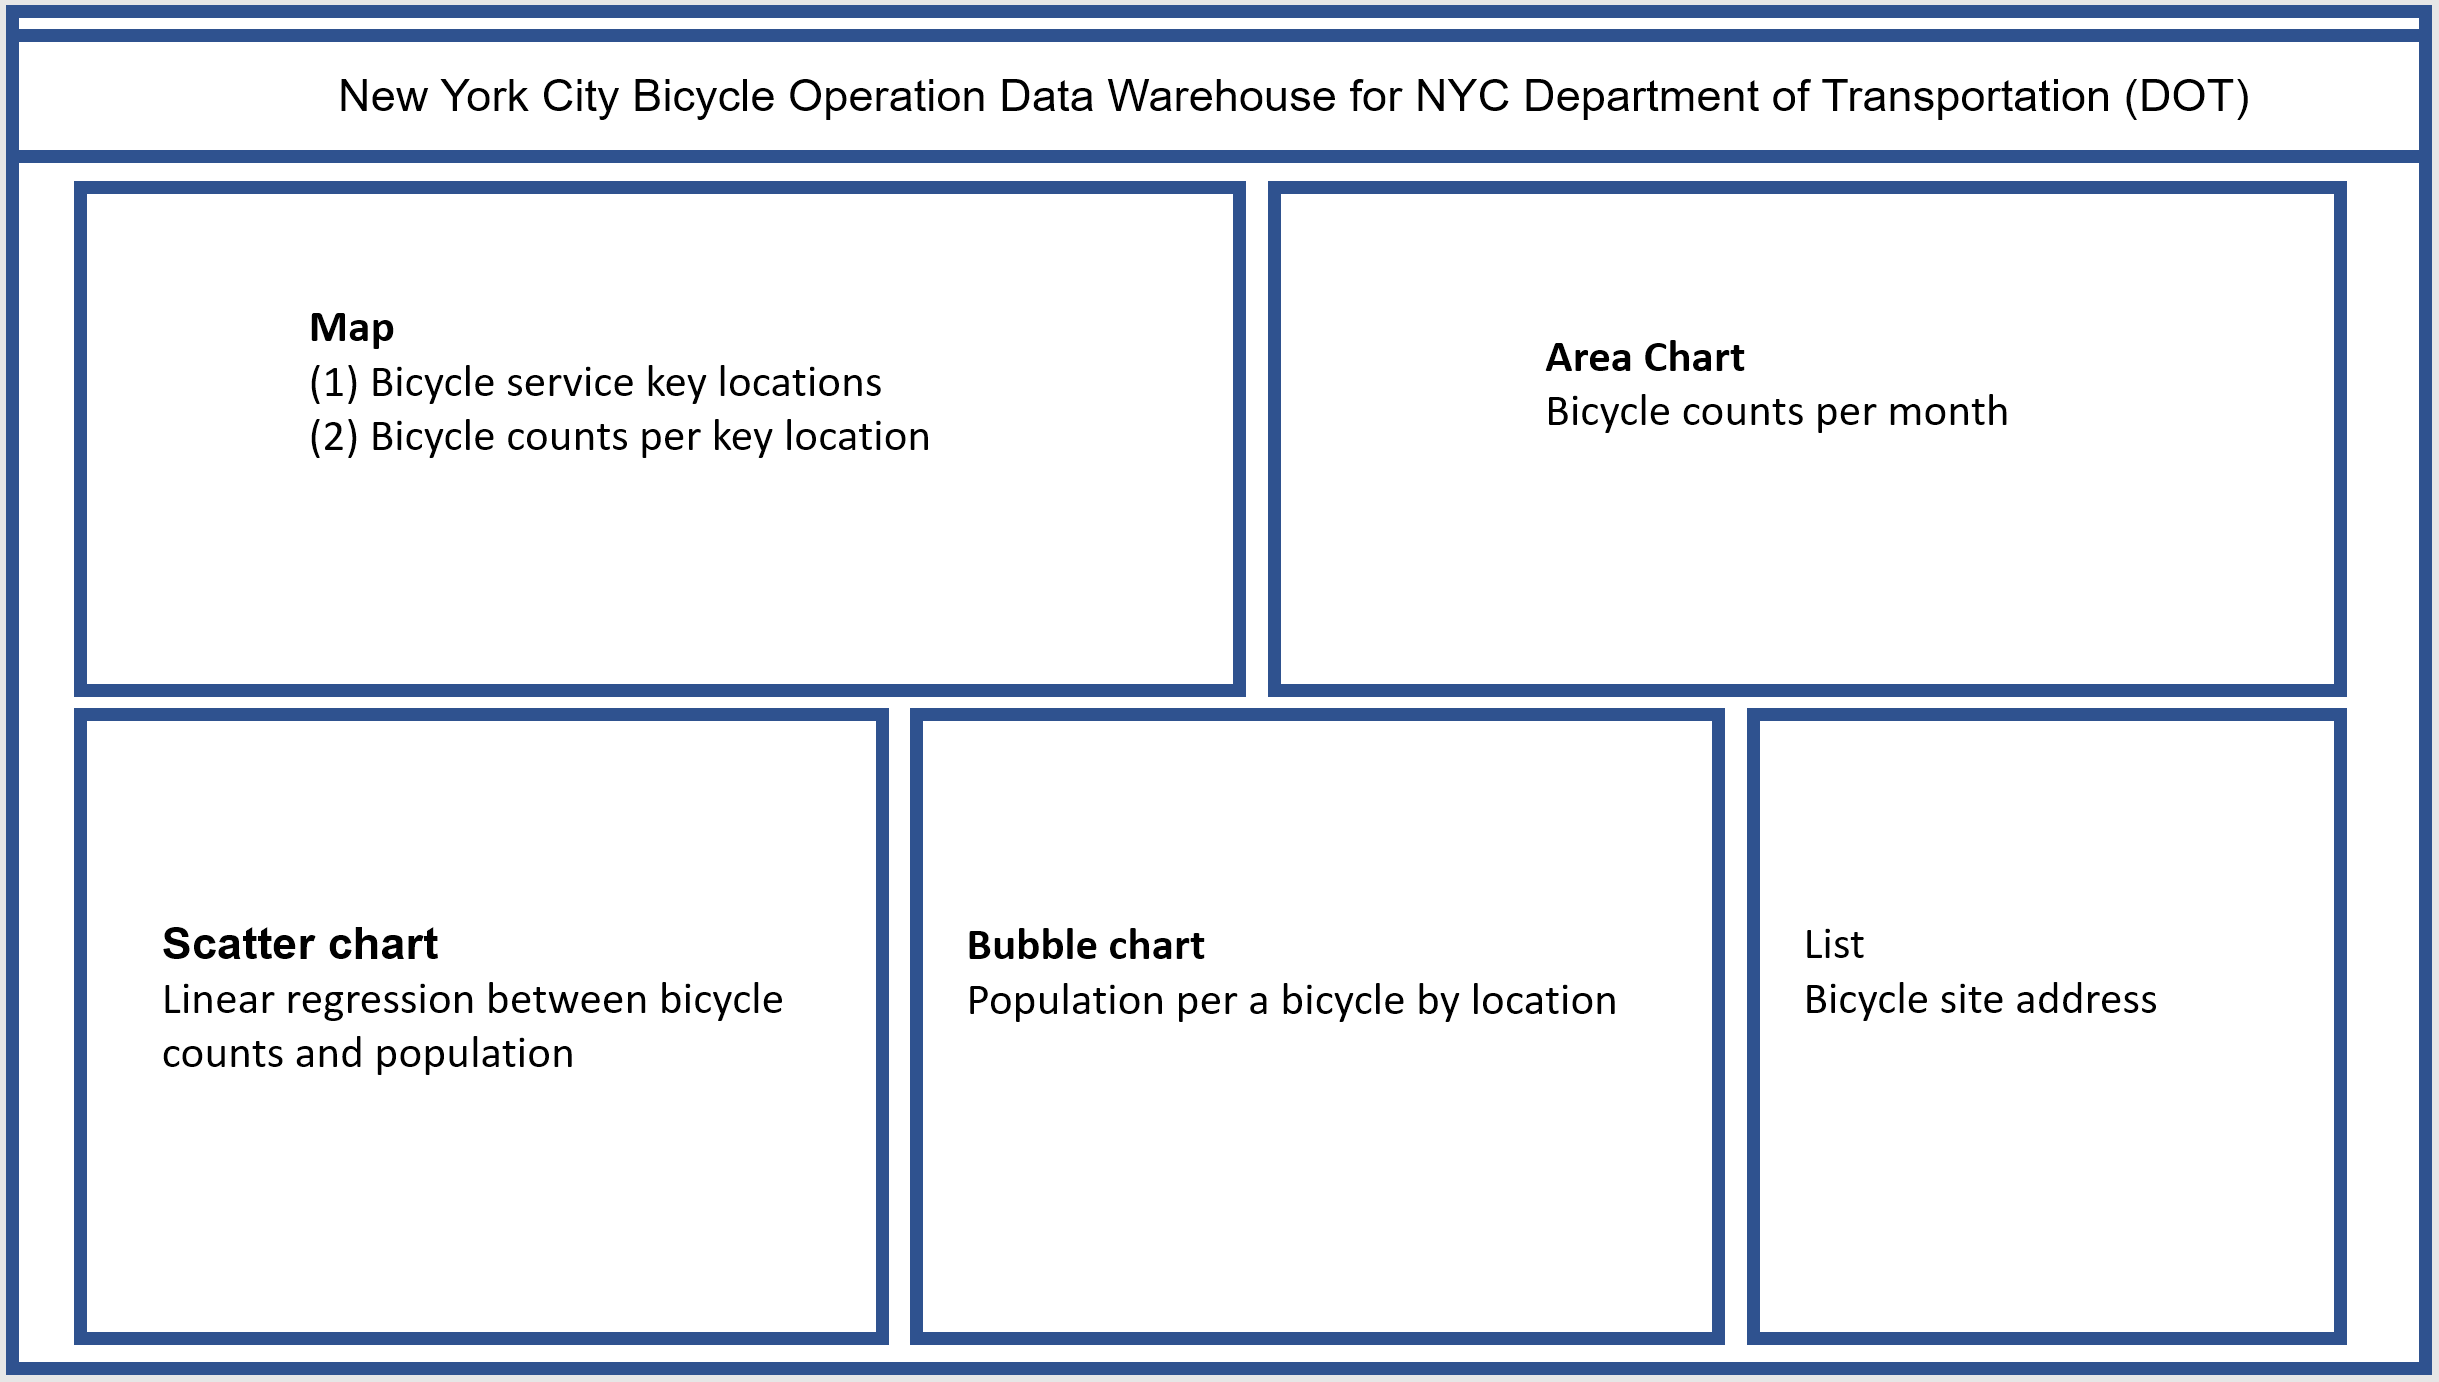 New York City Bicycle Operation Data Warehouse for NYC Department of Transportation (DOT)
Map
(1) Bicycle service key locations
(2) Bicycle counts per key location
Area Chart
Bicycle counts per month
Scatter chart
Linear regression between bicycle
counts and population
Bubble chart
Population per a bicycle by location
List
Bicycle site address